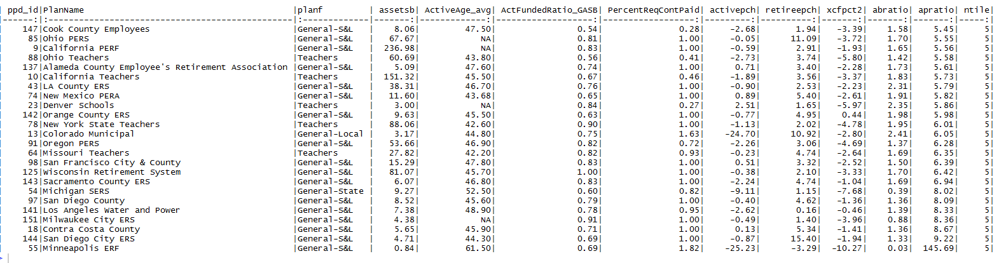 | ppd_id|PlanName                                         |planf         | assetsb| ActiveAge_avg| ActFundedRatio_GASB| PercentReqContPaid| activepch| retireepch| xcfpct2| abratio| apratio| ntile|
|------:|:------------------------------------------------|:-------------|-------:|-------------:|-------------------:|------------------:|---------:|----------:|-------:|-------:|-------:|-----:|
|    147|Cook County Employees                            |General-S&L   |    8.06|         47.50|                0.54|               0.28|     -2.68|       1.94|   -3.39|    1.58|    5.45|     5|
|     85|Ohio PERS                                        |General-S&L   |   67.67|            NA|                0.81|               1.00|     -0.05|      11.09|   -3.72|    1.70|    5.55|     5|
|      9|California PERF                                  |General-S&L   |  236.98|            NA|                0.83|               1.00|     -0.59|       2.91|   -1.93|    1.65|    5.56|     5|
|     88|Ohio Teachers                                    |Teachers      |   60.69|         43.80|                0.56|               0.41|     -2.73|       3.74|   -5.80|    1.42|    5.58|     5|
|    137|Alameda County Employee's Retirement Association |General-S&L   |    5.09|         47.60|                0.74|               1.00|      0.71|       3.40|   -2.28|    1.73|    5.61|     5|
|     10|California Teachers                              |Teachers      |  151.32|         45.50|                0.67|               0.46|     -1.89|       3.56|   -3.37|    1.83|    5.73|     5|
|     43|LA County ERS                                    |General-S&L   |   38.31|         46.70|                0.76|               1.00|     -0.90|       2.53|   -2.23|    2.31|    5.79|     5|
|     74|New Mexico PERA                                  |General-S&L   |   11.60|         43.68|                0.65|               1.00|      0.89|       5.40|   -2.61|    1.91|    5.82|     5|
|     23|Denver Schools                                   |Teachers      |    3.00|            NA|                0.84|               0.27|      2.51|       1.65|   -5.97|    2.35|    5.86|     5|
|    142|Orange County ERS                                |General-S&L   |    9.63|         45.50|                0.63|               1.00|     -0.77|       4.95|    0.44|    1.98|    5.98|     5|
|     78|New York State Teachers                          |Teachers      |   88.06|         42.60|                0.90|               1.00|     -1.13|       2.02|   -4.78|    1.95|    6.01|     5|
|     13|Colorado Municipal                               |General-Local |    3.17|         44.80|                0.75|               1.63|    -24.70|      10.92|   -2.80|    2.41|    6.05|     5|
|     91|Oregon PERS                                      |General-S&L   |   53.66|         46.90|                0.82|               0.72|     -2.26|       3.06|   -4.69|    1.37|    6.28|     5|
|     64|Missouri Teachers                                |Teachers      |   27.82|         42.20|                0.82|               0.93|     -0.23|       4.74|   -2.64|    1.69|    6.35|     5|
|     98|San Francisco City & County                      |General-S&L   |   15.29|         47.80|                0.83|               1.00|      0.51|       3.32|   -2.52|    1.50|    6.39|     5|
|    125|Wisconsin Retirement System                      |General-S&L   |   81.07|         45.70|                1.00|               1.00|     -0.38|       2.10|   -3.33|    1.70|    6.42|     5|
|    143|Sacramento County ERS                            |General-S&L   |    6.07|         46.80|                0.83|               1.00|     -2.24|       4.74|   -1.04|    1.69|    6.94|     5|
|     54|Michigan SERS                                    |General-State |    9.27|         52.50|                0.60|               0.82|     -9.11|       1.15|   -7.68|    0.39|    8.02|     5|
|     97|San Diego County                                 |General-S&L   |    8.52|         45.60|                0.79|               1.00|     -0.40|       4.62|   -1.36|    1.36|    8.09|     5|
|    141|Los Angeles Water and Power                      |General-S&L   |    7.38|         48.90|                0.78|               0.95|     -2.62|       0.16|   -0.46|    1.39|    8.33|     5|
|    151|Milwaukee City ERS                               |General-S&L   |    4.38|            NA|                0.91|               1.00|     -0.49|       1.40|   -3.96|    0.88|    8.36|     5|
|     18|Contra Costa County                              |General-S&L   |    5.65|         45.90|                0.71|               1.00|      0.13|       5.34|   -1.41|    1.36|    8.67|     5|
|    144|San Diego City ERS                               |General-S&L   |    4.71|         44.30|                0.69|               1.00|     -0.87|      15.40|   -1.94|    1.33|    9.22|     5|
|     55|Minneapolis ERF                                  |General-S&L   |    0.84|         61.50|                0.69|               1.82|    -25.23|      -3.29|  -10.27|    0.03|  145.69|     5|
>